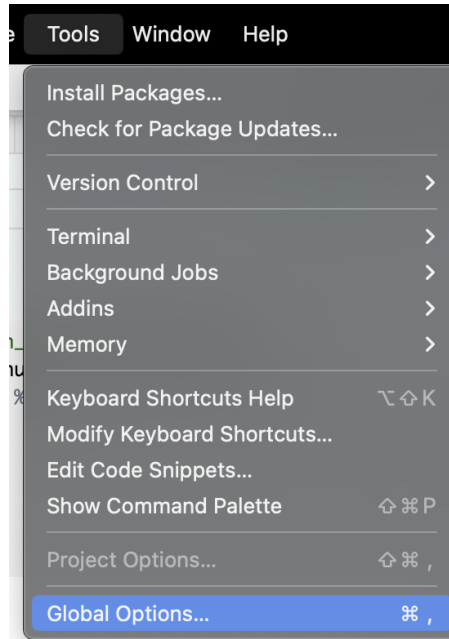 Tools Window Help
Install Packages...
Check for Package Updates...
Version Control >
Terminal >
Background Jobs >
Addins >
Memory >
Keyboard Shortcuts Help ⌥⇧K
Modify Keyboard Shortcuts...
Edit Code Snippets...
Show Command Palette ⇧⌘P
Project Options... ⇧⌘,
Global Options... ⌘,